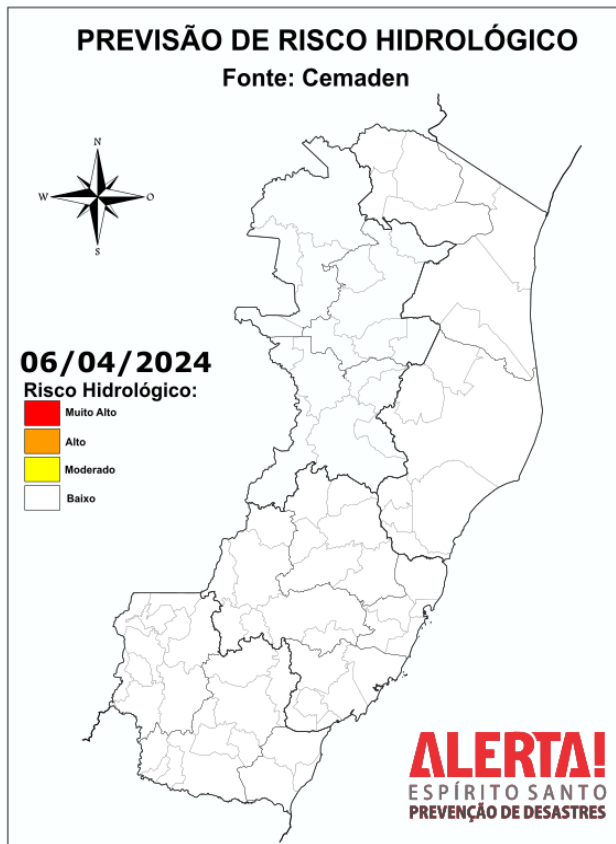 PREVISÃO DE RISCO HIDROLÓGICO
Fonte: Cemaden
N
W
O
S
06/04/2024
Risco Hidrológico:
Muito Alto
Alto
Moderado
Baixo
ALERTA!
ESPÍRITO SANTO
PREVENÇÃO DE DESASTRES